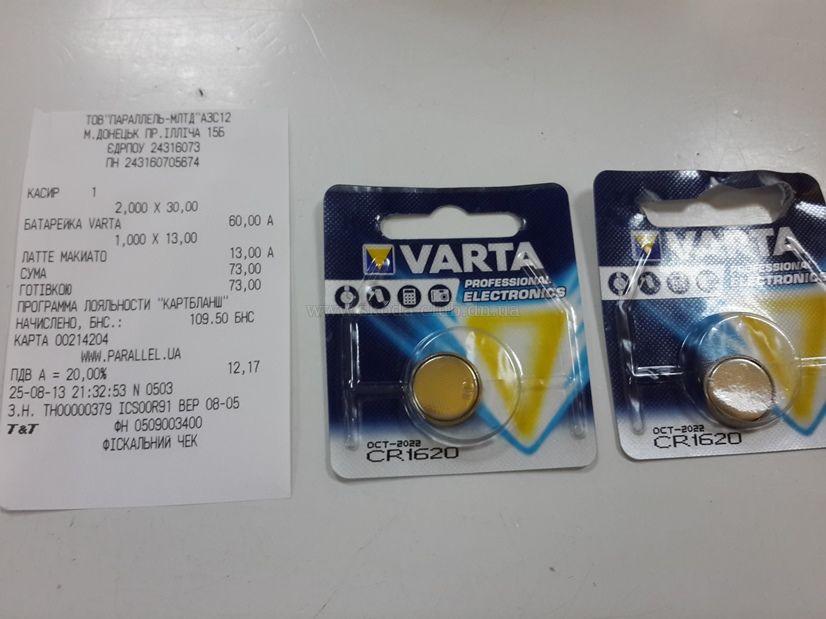 ТОВ"ПАРАЛЛЕЛЬ-МЛТД"АЗС12
М.ДОНЕЦЬК ПР.ІЛЛІЧА 15Б
ЄДРПОУ 24316073
ПН 243160705674
КАСИР 1
2,000 X 30,00
БАТАРЕЙКА VARTA 60,00 А
1,000 X 13,00
ЛАТТЕ МАКИАТО 13,00 А
СУМА 73,00
ГОТІВКОЮ 73,00
ПРОГРАММА ЛОЯЛЬНОСТИ "КАРТБЛАНШ"
НАЧИСЛЕНО, БНС.: 109.50 БНС
КАРТА 00214204
WWW.PARALLEL.UA
ПДВ А = 20,00% 12,17
25-08-13 21:32:53 N 0503
З.Н. ТН00000379 ICS00R91 ВЕР 08-05
T&T ФН 0509003400
ФІСКАЛЬНИЙ ЧЕК
VARTA
PROFESSIONAL
ELECTRONICS
OCT-2022
CR1620
VARTA
PROFESSIONAL
ELECTRONICS
OCT-2022
CR1620